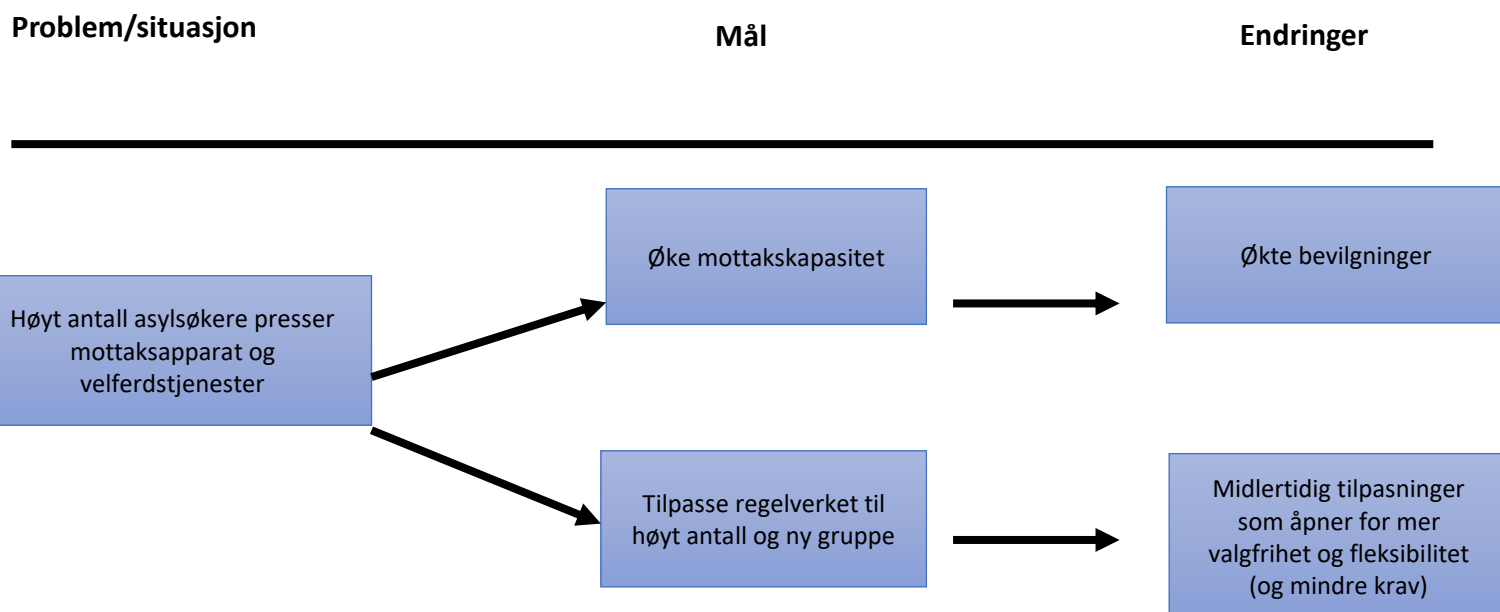 Problem/situasjon
Mål
Endringer
Øke mottakskapasitet
Økte bevilgninger
Høyt antall asylsøkere presser
mottaksapparat og
velferdstjenester
Tilpasse regelverket til
høyt antall og ny gruppe
Midlertidig tilpasninger
som åpner for mer
valgfrihet og fleksibilitet
(og mindre krav)